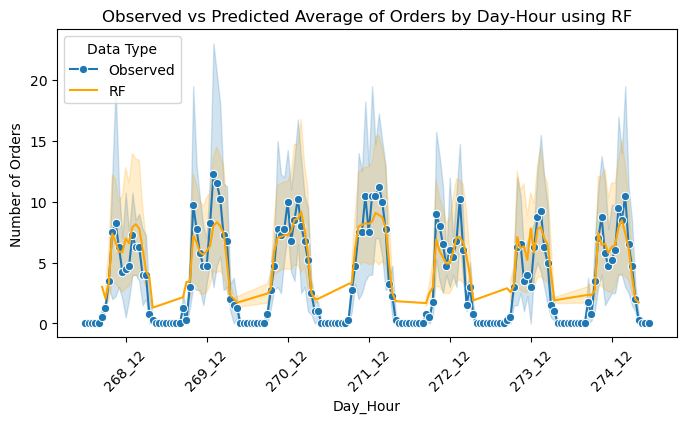 Observed vs Predicted Average of Orders by Day-Hour using RF
Data Type
Observed
RF
Number of Orders
20
15
10
5
0
268_12
269_12
270_12
271_12
272_12
273_12
274_12
Day_Hour